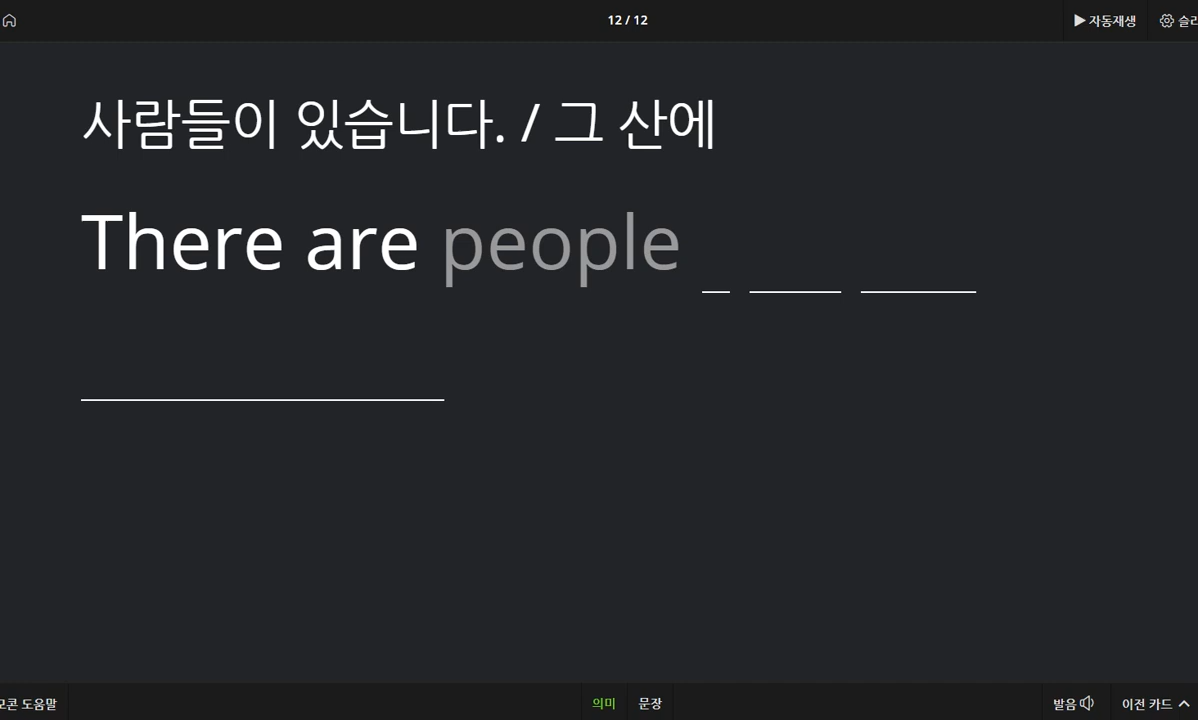 12 / 12
▶ 자동재생
사람들이 있습니다. / 그 산에
There are people
도움말
의미
문장
발음
이전 카드